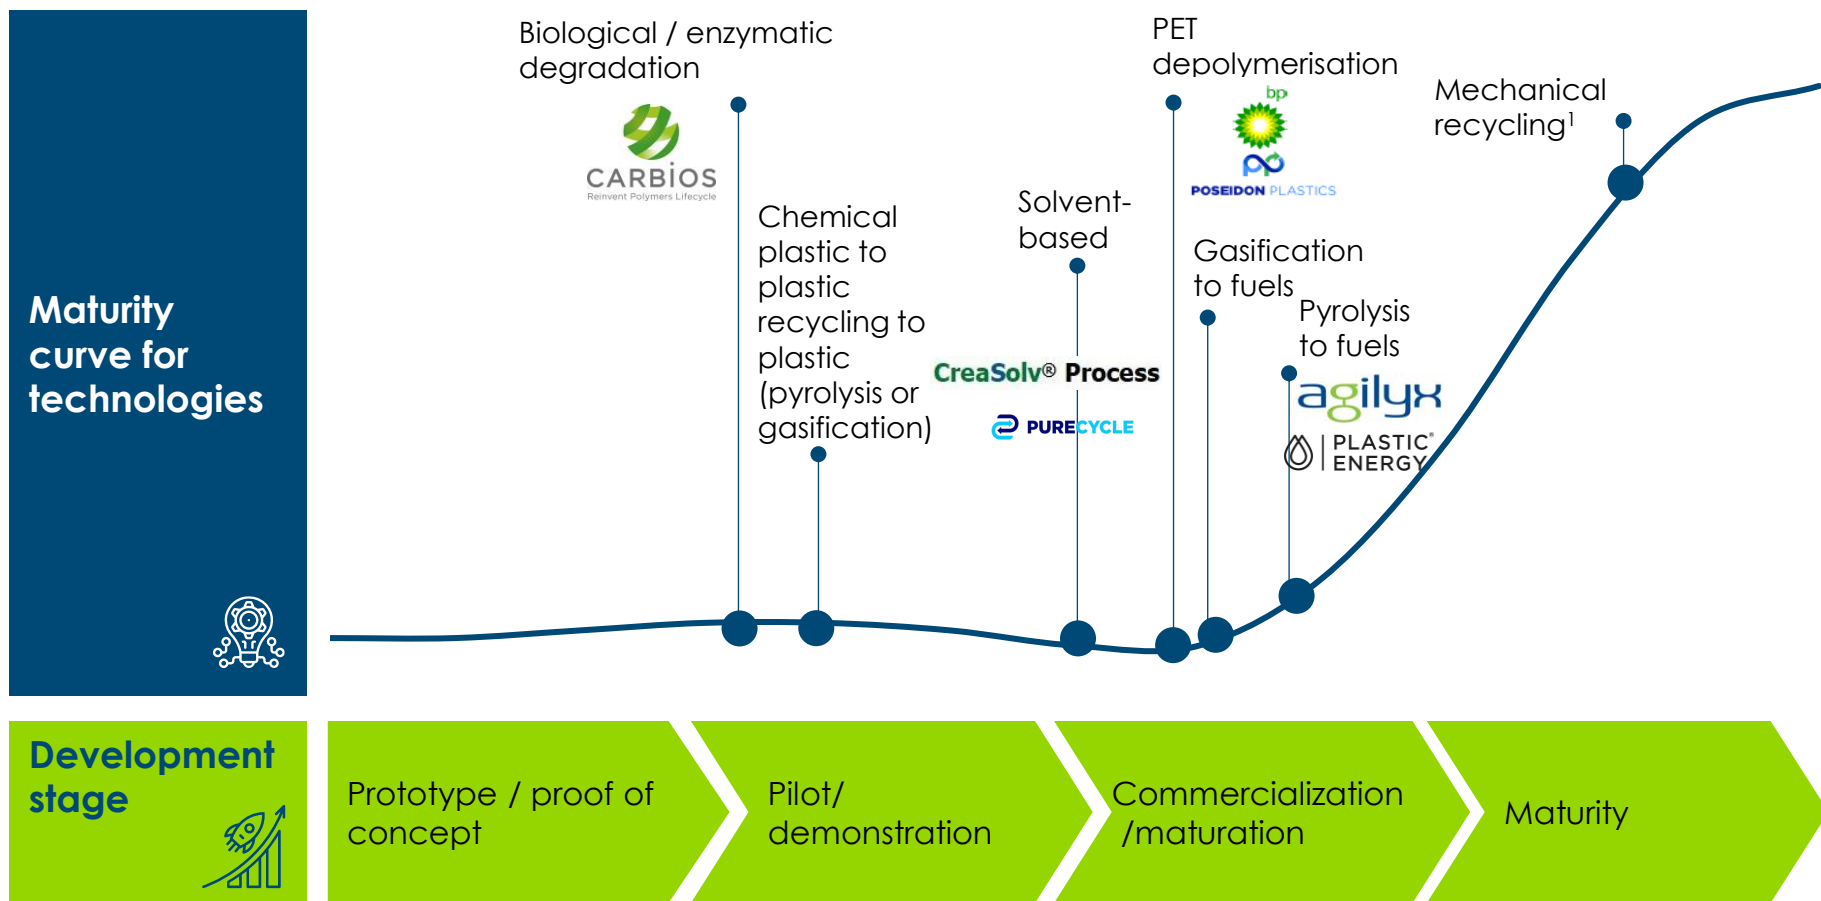 Biological / enzymatic
degradation
CARBIOS
Reinvent Polymers Lifecycle
Chemical
plastic to
plastic
recycling to
plastic
(pyrolysis or
gasification)
Solvent-
based
CreaSolv® Process
PURECYCLE
PET
depolymerisation
bp
POSEIDON PLASTICS
Gasification
to fuels
Pyrolysis
to fuels
agilyx
PLASTIC
ENERGY
Mechanical
recycling¹
Maturity
curve for
technologies
Development
stage
Prototype / proof of
concept
Pilot/
demonstration
Commercialization
/maturation
Maturity